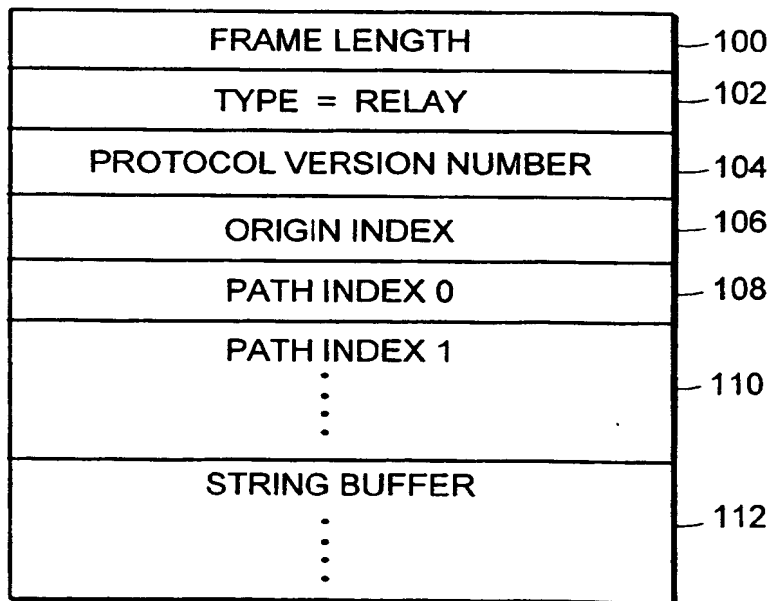 FRAME LENGTH 100
TYPE = RELAY 102
PROTOCOL VERSION NUMBER 104
ORIGIN INDEX 106
PATH INDEX 0 108
PATH INDEX 1
110
STRING BUFFER
112